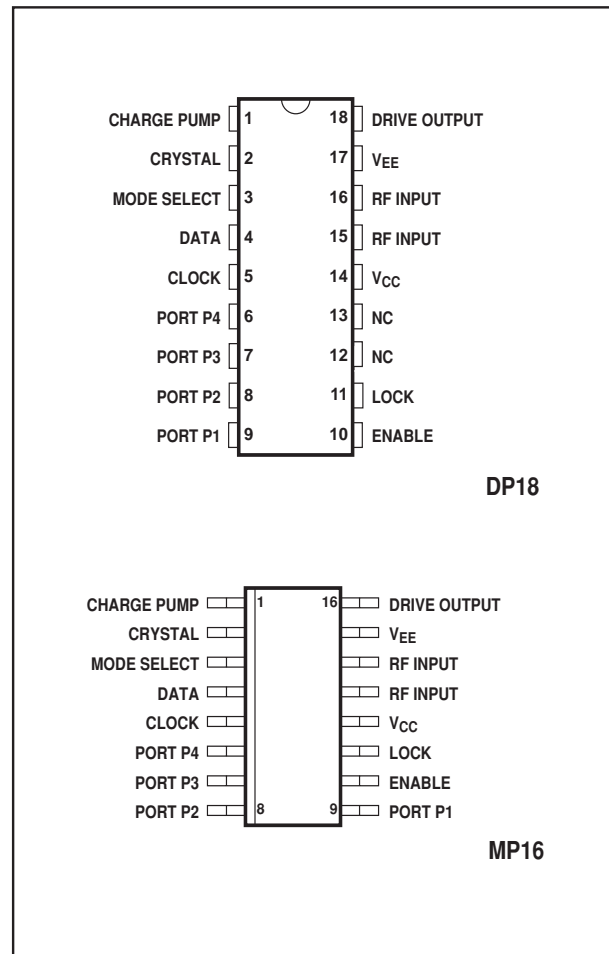 CHARGE PUMP 1 18 DRIVE OUTPUT
CRYSTAL 2 17 VEE
MODE SELECT 3 16 RF INPUT
DATA 4 15 RF INPUT
CLOCK 5 14 VCC
PORT P4 6 13 NC
PORT P3 7 12 NC
PORT P2 8 11 LOCK
PORT P1 9 10 ENABLE
DP18
CHARGE PUMP 1 16 DRIVE OUTPUT
CRYSTAL VEE
MODE SELECT RF INPUT
DATA RF INPUT
CLOCK VCC
PORT P4 LOCK
PORT P3 ENABLE
PORT P2 8 9 PORT P1
MP16